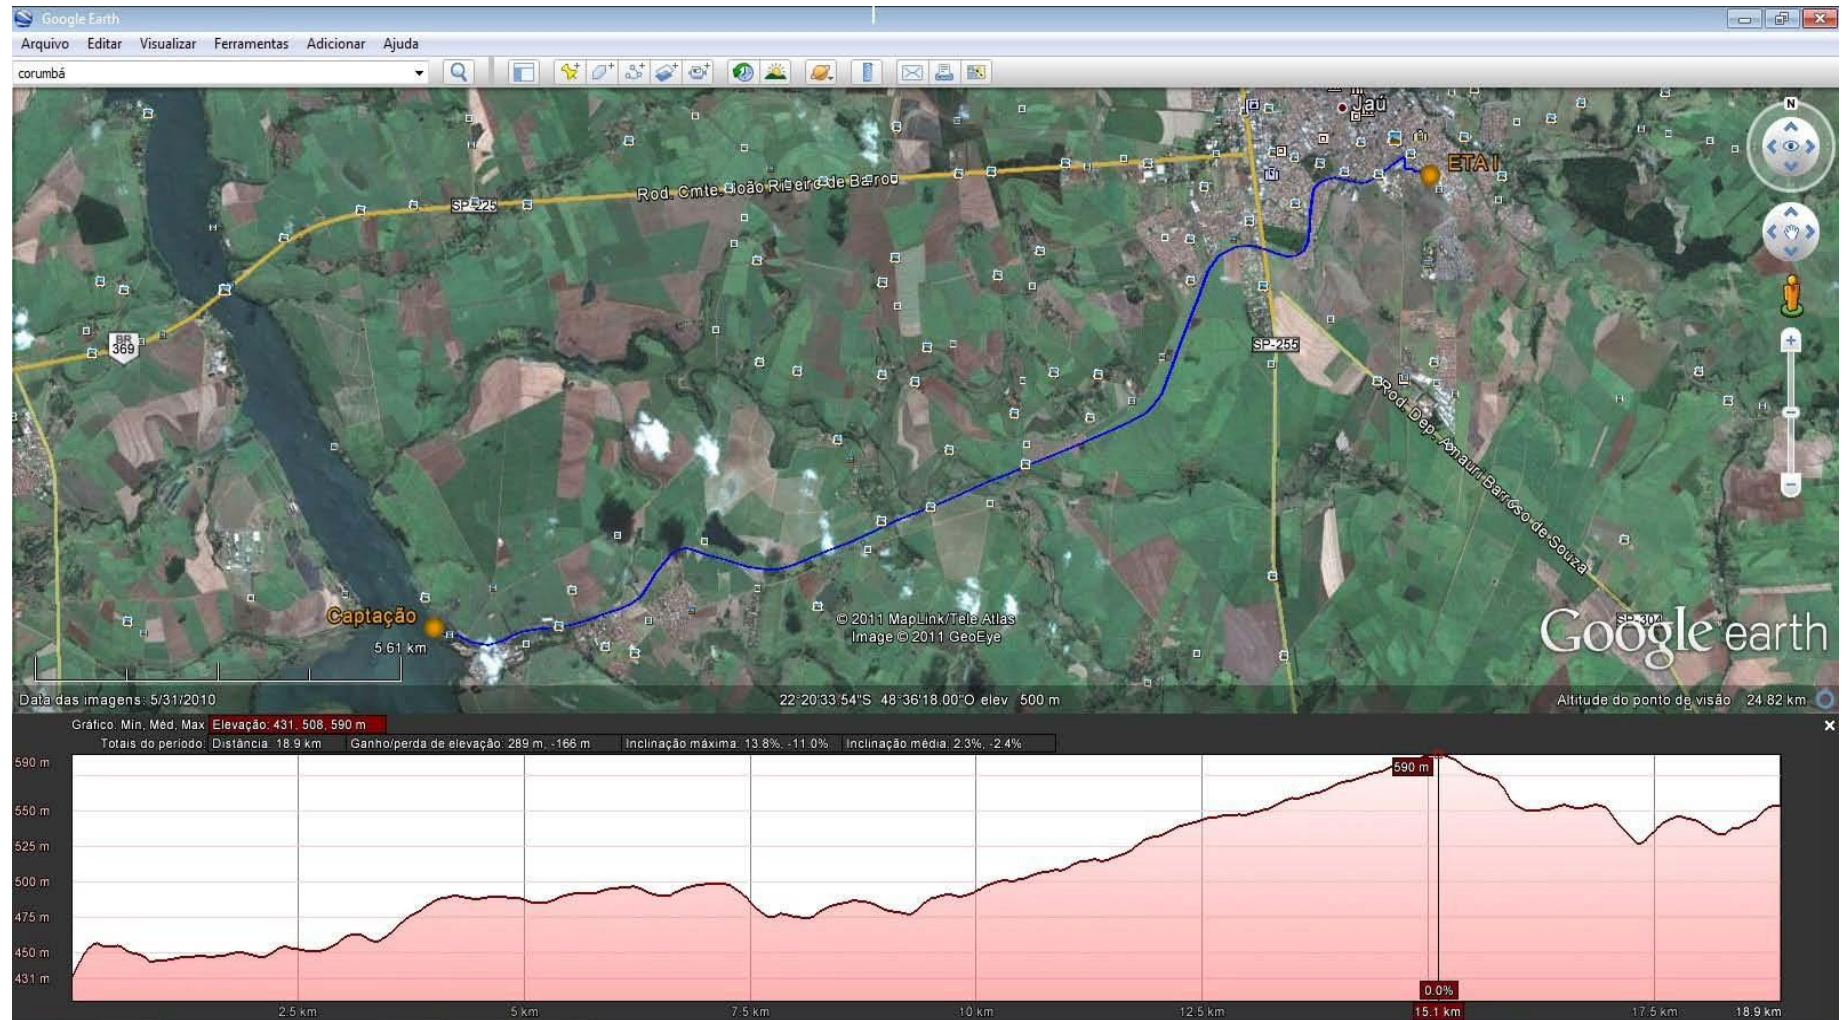 Google Earth
Arquivo Editar Visualizar Ferramentas Adicionar Ajuda
corumbá
N
Jaú
ETA I
Rod. Cmte. João Ribeiro de Barros
SP-225
BR
369
SP-255
Rod. Dep. Amauri Barroso de Souza
Captação
5.61 km
© 2011 MapLink/Tele Atlas
Image © 2011 GeoEye
SP-304
Google earth
Data das imagens: 5/31/2010
22°20'33.54"S 48°36'18.00"O elev 500 m
Altitude do ponto de visão 24.82 km
Gráfico: Mín, Méd, Max Elevação: 431, 508, 590 m
Totais do período: Distância: 18.9 km Ganho/perda de elevação: 289 m, -166 m Inclinação máxima: 13.8%, -11.0% Inclinação média: 2.3%, -2.4%
590 m
590 m
550 m
525 m
500 m
475 m
450 m
431 m
0.0%
2.5 km 5 km 7.5 km 10 km 12.5 km 15.1 km 17.5 km 18.9 km